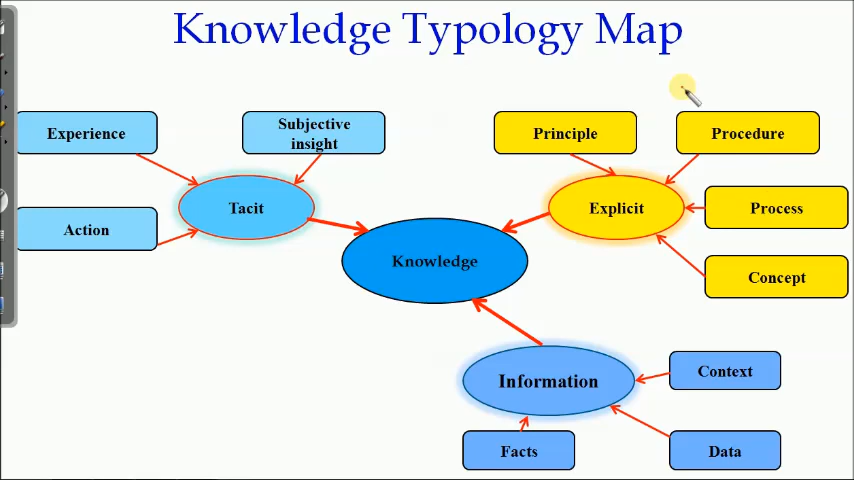 Knowledge Typology Map
Experience
Subjective
insight
Principle
Procedure
Tacit
Explicit
Process
Action
Knowledge
Concept
Information
Context
Facts
Data